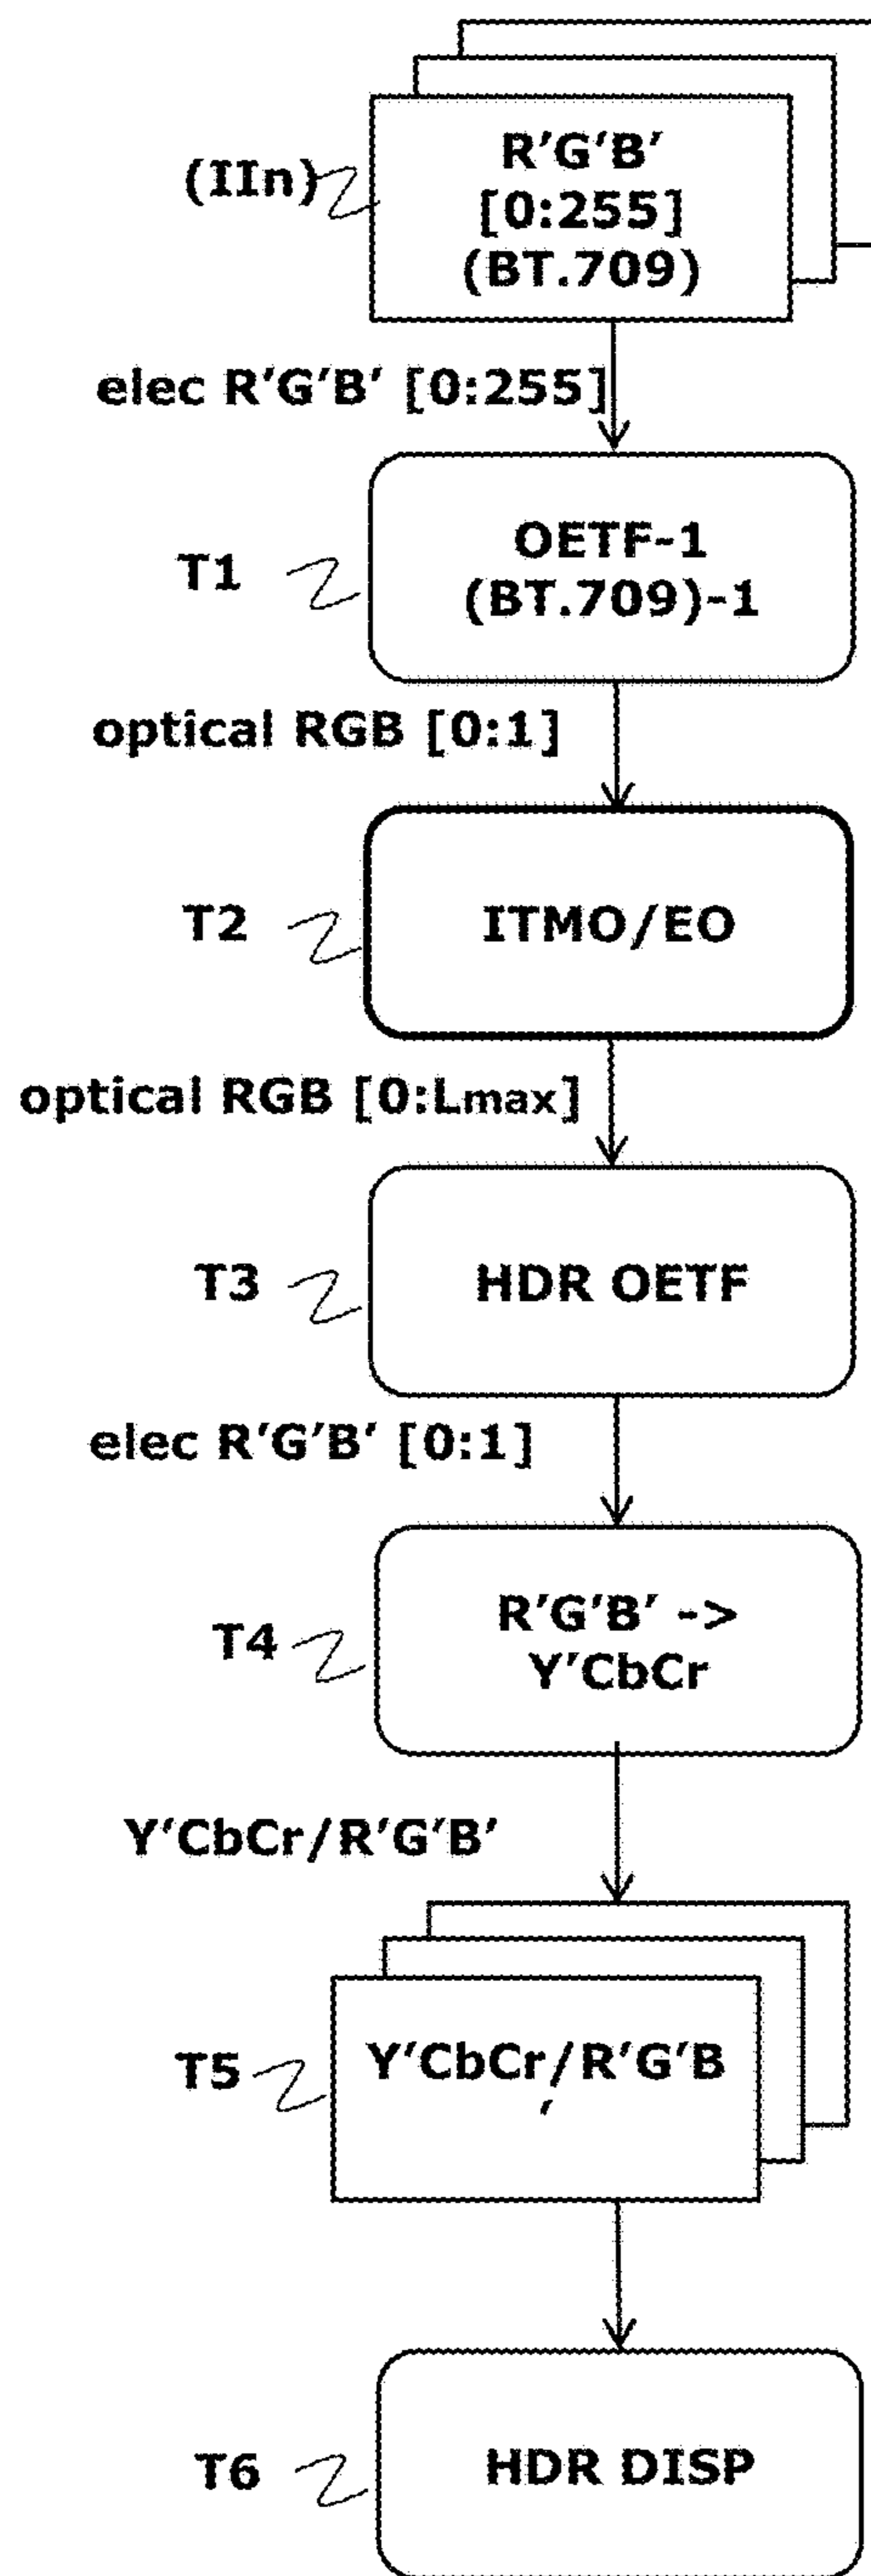 (IIn)
R'G'B'
[0:255]
(BT.709)
elec R'G'B' [0:255]
T1
OETF-1
(BT.709)-1
optical RGB [0:1]
T2
ITMO/EO
optical RGB [0:Lmax]
T3
HDR OETF
elec R'G'B' [0:1]
T4
R'G'B' ->
Y'CbCr
Y'CbCr/R'G'B'
T5
Y'CbCr/R'G'B
'
T6
HDR DISP